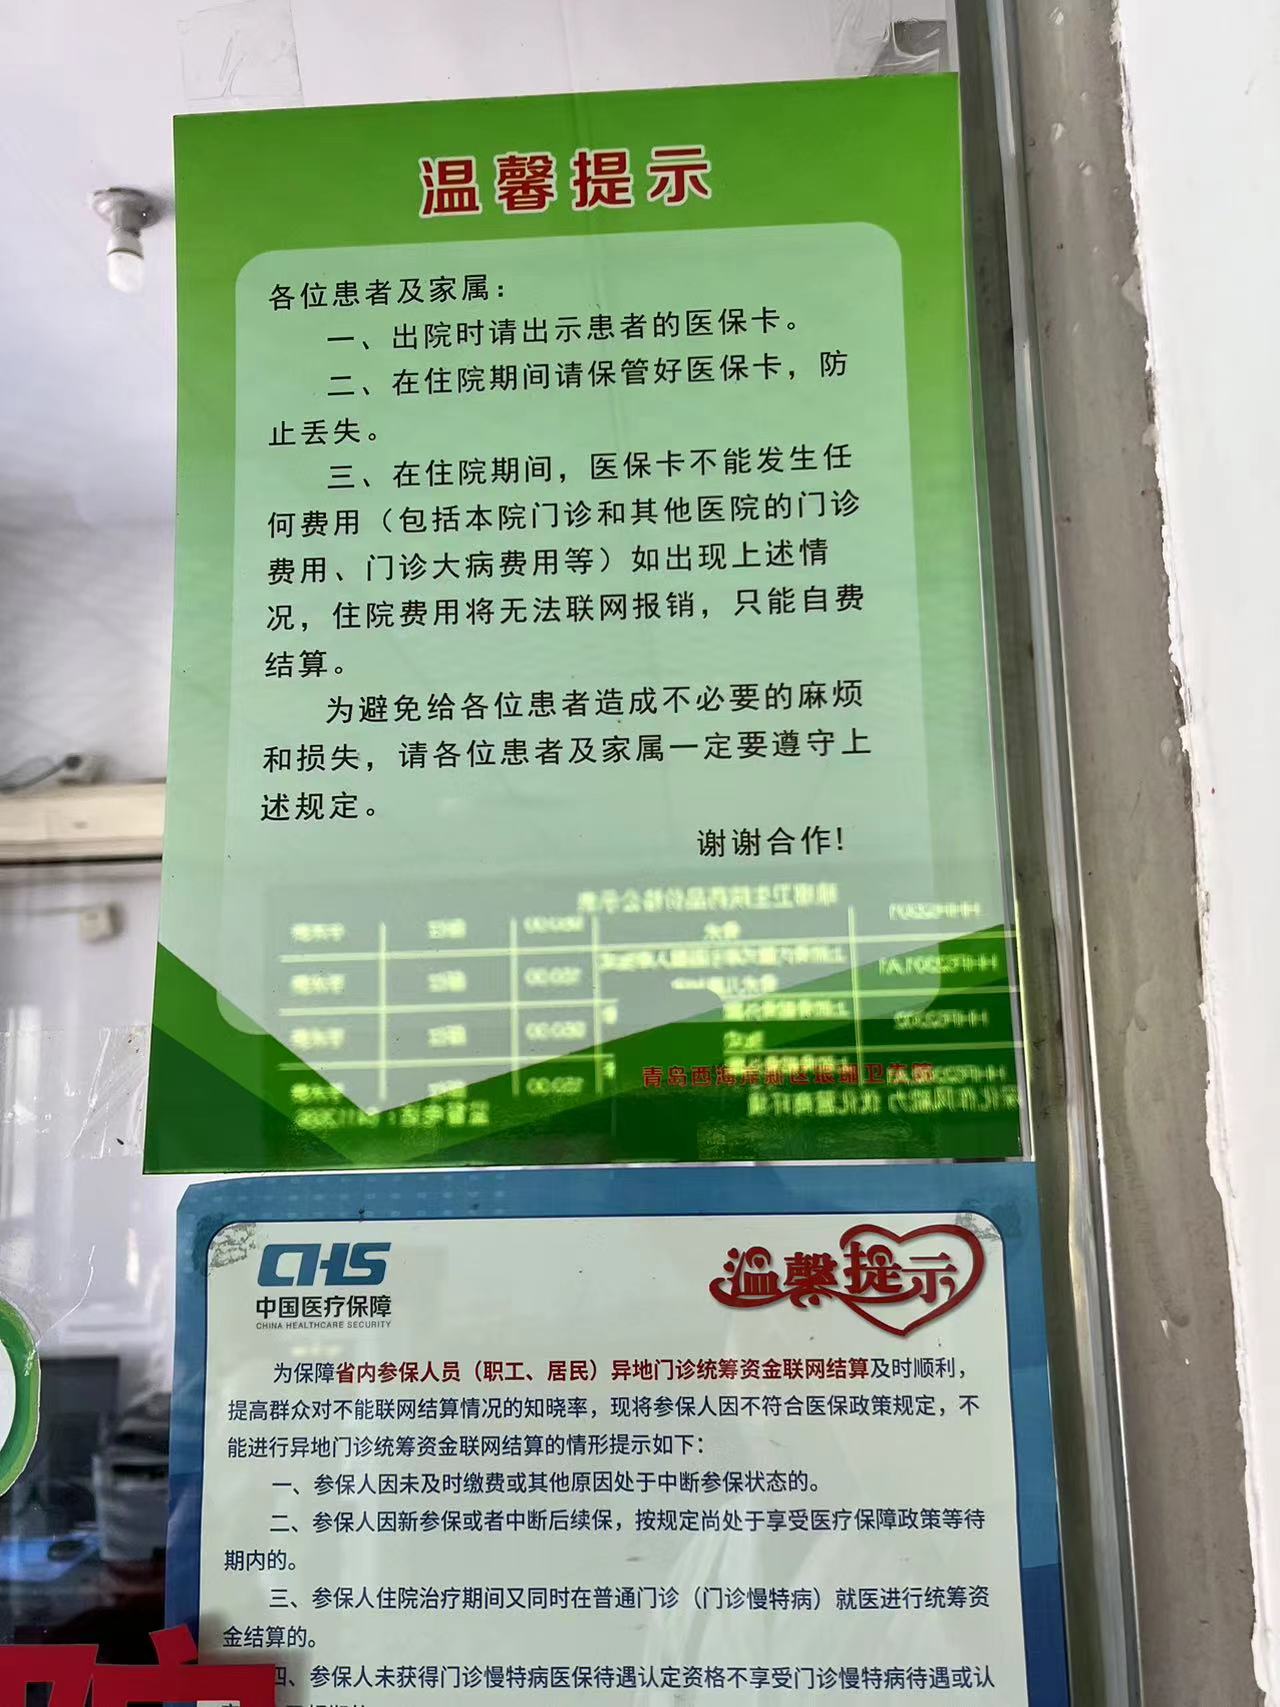 温馨提示
各位患者及家属：
一、出院时请出示患者的医保卡。
二、在住院期间请保管好医保卡，防
止丢失。
三、在住院期间，医保卡不能发生任
何费用（包括本院门诊和其他医院的门诊
费用、门诊大病费用等）如出现上述情
况，住院费用将无法联网报销，只能自费
结算。
为避免给各位患者造成不必要的麻烦
和损失，请各位患者及家属一定要遵守上
述规定。
谢谢合作！
青岛西海岸新区琅琊卫生院
CHS
中国医疗保障
CHINA HEALTHCARE SECURITY
温馨提示
为保障省内参保人员（职工、居民）异地门诊统筹资金联网结算及时顺利，
提高群众对不能联网结算情况的知晓率，现将参保人因不符合医保政策规定，不
能进行异地门诊统筹资金联网结算的情形提示如下：
一、参保人因未及时缴费或其他原因处于中断参保状态的。
二、参保人因新参保或者中断后续保，按规定尚处于享受医疗保障政策等待
期内的。
三、参保人住院治疗期间又同时在普通门诊（门诊慢特病）就医进行统筹资
金结算的。
四、参保人未获得门诊慢特病医保待遇认定资格不享受门诊慢特病待遇或认